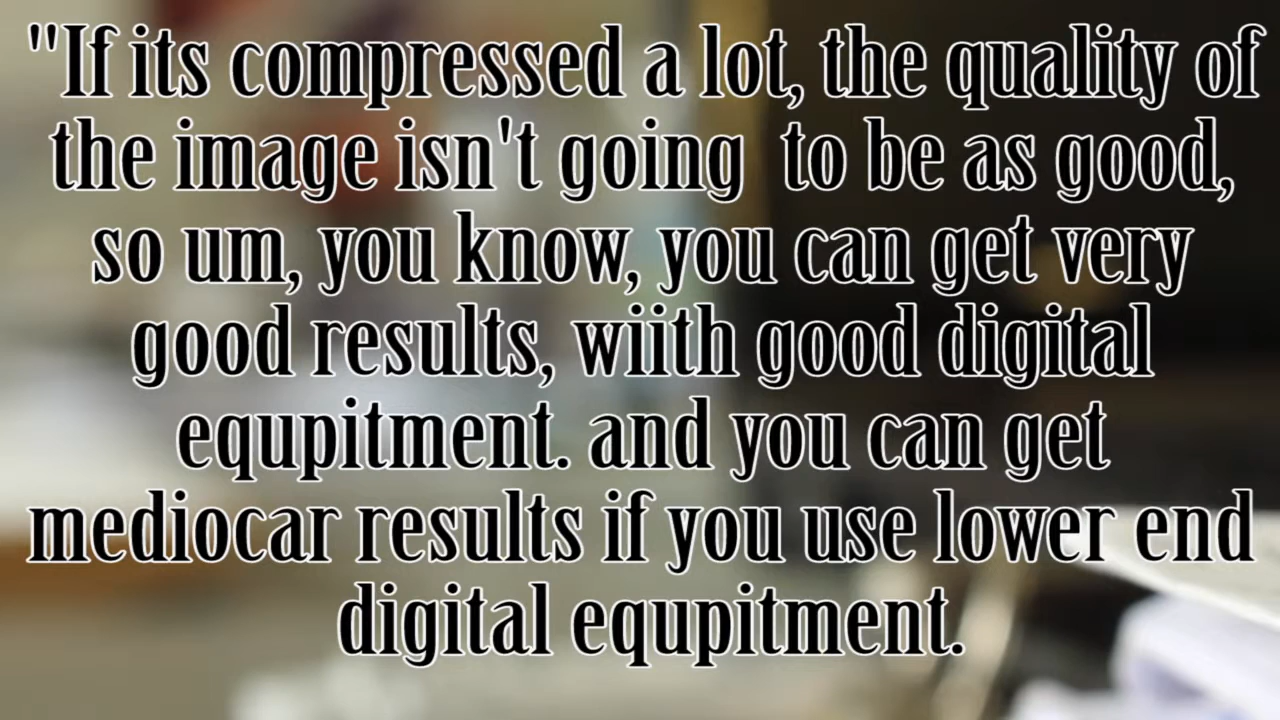 "If its compressed a lot, the quality of
the image isn't going  to be as good,
so um, you know, you can get very
good results, wiith good digital
equpitment. and you can get
mediocar results if you use lower end
digital equpitment.